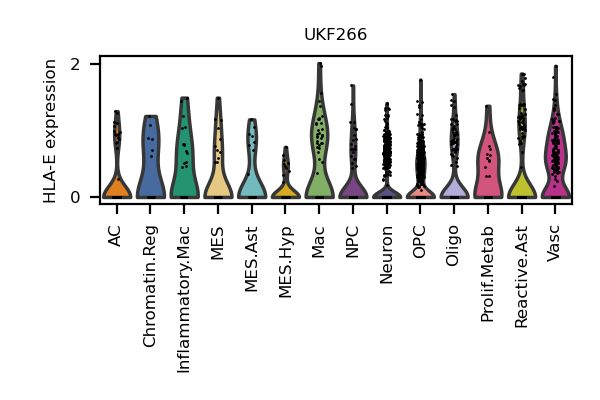 UKF266
HLA-E expression
2
0
AC
Chromatin.Reg
Inflammatory.Mac
MES
MES.Ast
MES.Hyp
Mac
NPC
Neuron
OPC
Oligo
Prolif.Metab
Reactive.Ast
Vasc